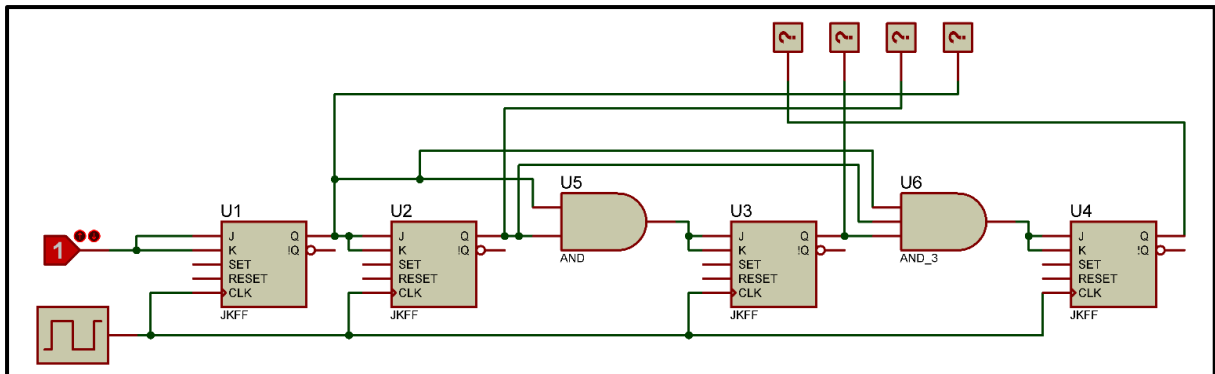 ? ? ? ?
U5
U6
U1
U2
U3
U4
1
J Q
K !Q
SET
RESET
CLK
JKFF
J Q
K !Q
SET
RESET
CLK
JKFF
AND
J Q
K !Q
SET
RESET
CLK
JKFF
AND_3
J Q
K !Q
SET
RESET
CLK
JKFF